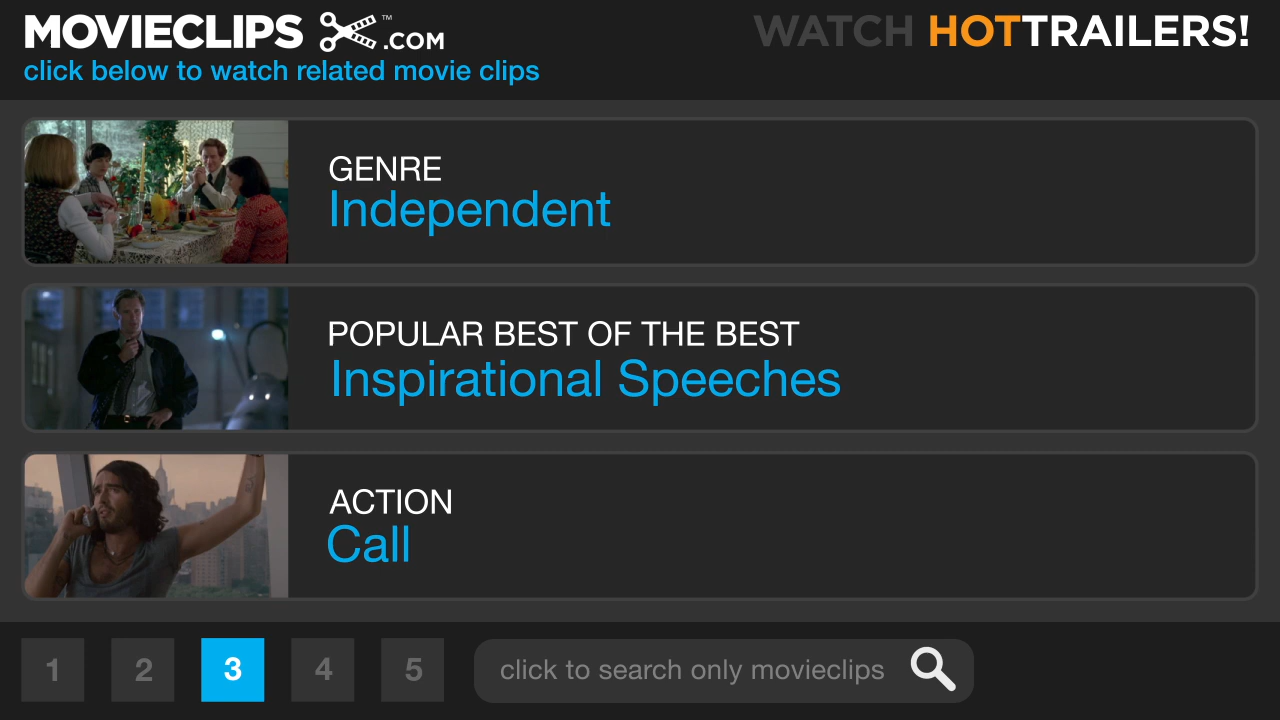 MOVIECLIPS ™ .COM
WATCH HOTTRAILERS!
click below to watch related movie clips
GENRE
Independent
POPULAR BEST OF THE BEST
Inspirational Speeches
ACTION
Call
1 2 3 4 5 click to search only movieclips